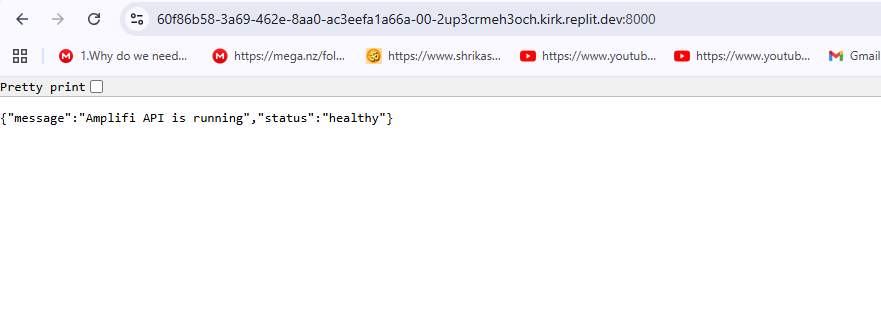 60f86b58-3a69-462e-8aa0-ac3eefa1a66a-00-2up3crmeh3och.kirk.replit.dev:8000
1.Why do we need... https://mega.nz/fol... https://www.shrikas... https://www.youtub... https://www.youtub... Gmail
Pretty print
{"message":"Amplifi API is running","status":"healthy"}